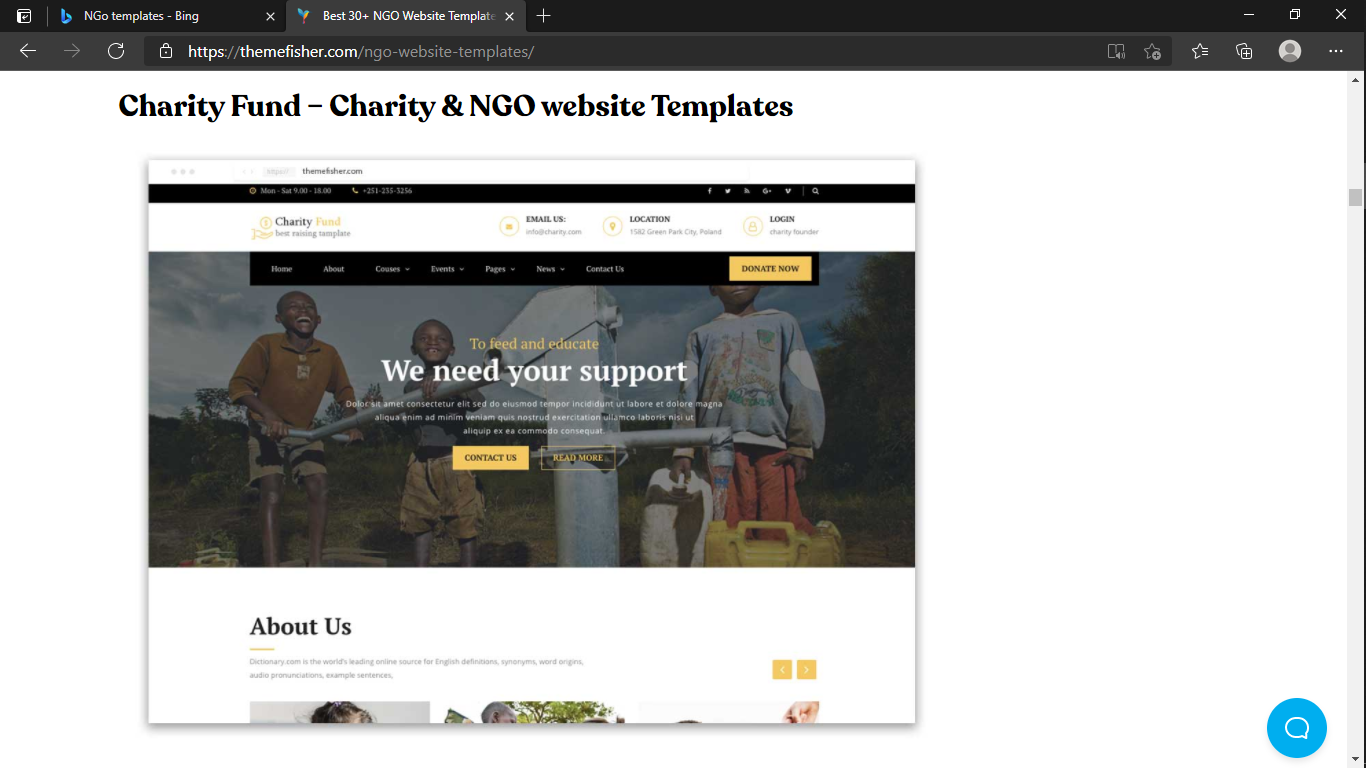 NGo templates - Bing
Best 30+ NGO Website Template
https://themefisher.com/ngo-website-templates/
Charity Fund – Charity & NGO website Templates
https:// themefisher.com
Mon - Sat 9.00 - 18.00 +251-235-3256
Charity Fund
best raising tamplate
EMAIL US:
info@charity.com
LOCATION
1582 Green Park City, Poland
LOGIN
charity founder
Home About Couses Events Pages News Contact Us DONATE NOW
To feed and educate
We need your support
Dolor sit amet consectetur elit sed do eiusmod tempor incididunt ut labore et dolore magna
aliqua enim ad minim veniam quis nostrud exercitation ullamco laboris nisi ut
aliquip ex ea commodo consequat.
CONTACT US READ MORE
About Us
Dictionary.com is the world's leading online source for English definitions, synonyms, word origins,
audio pronunciations, example sentences,